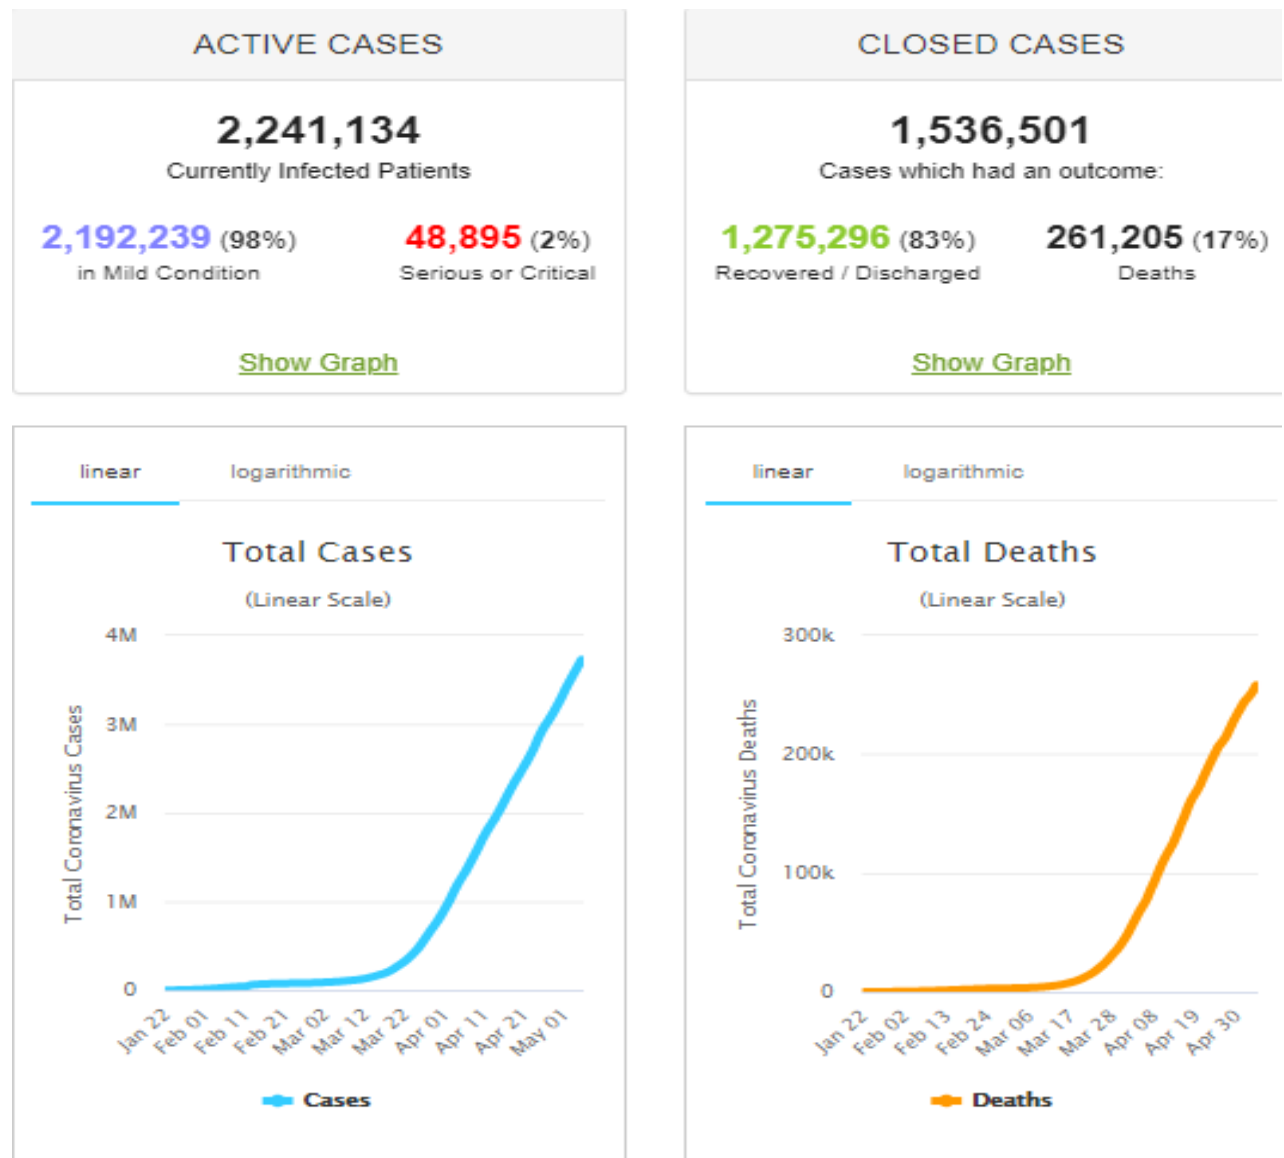 ACTIVE CASES
2,241,134
Currently Infected Patients
2,192,239 (98%)
in Mild Condition
48,895 (2%)
Serious or Critical
Show Graph
CLOSED CASES
1,536,501
Cases which had an outcome:
1,275,296 (83%)
Recovered / Discharged
261,205 (17%)
Deaths
Show Graph
linear logarithmic
Total Cases
(Linear Scale)
Total Coronavirus Cases
4M
3M
2M
1M
0
Jan 22 Feb 01 Feb 11 Feb 21 Mar 02 Mar 12 Mar 22 Apr 01 Apr 11 Apr 21 May 01
Cases
linear logarithmic
Total Deaths
(Linear Scale)
Total Coronavirus Deaths
300k
200k
100k
0
Jan 22 Feb 02 Feb 13 Feb 24 Mar 06 Mar 17 Mar 28 Apr 08 Apr 19 Apr 30
Deaths